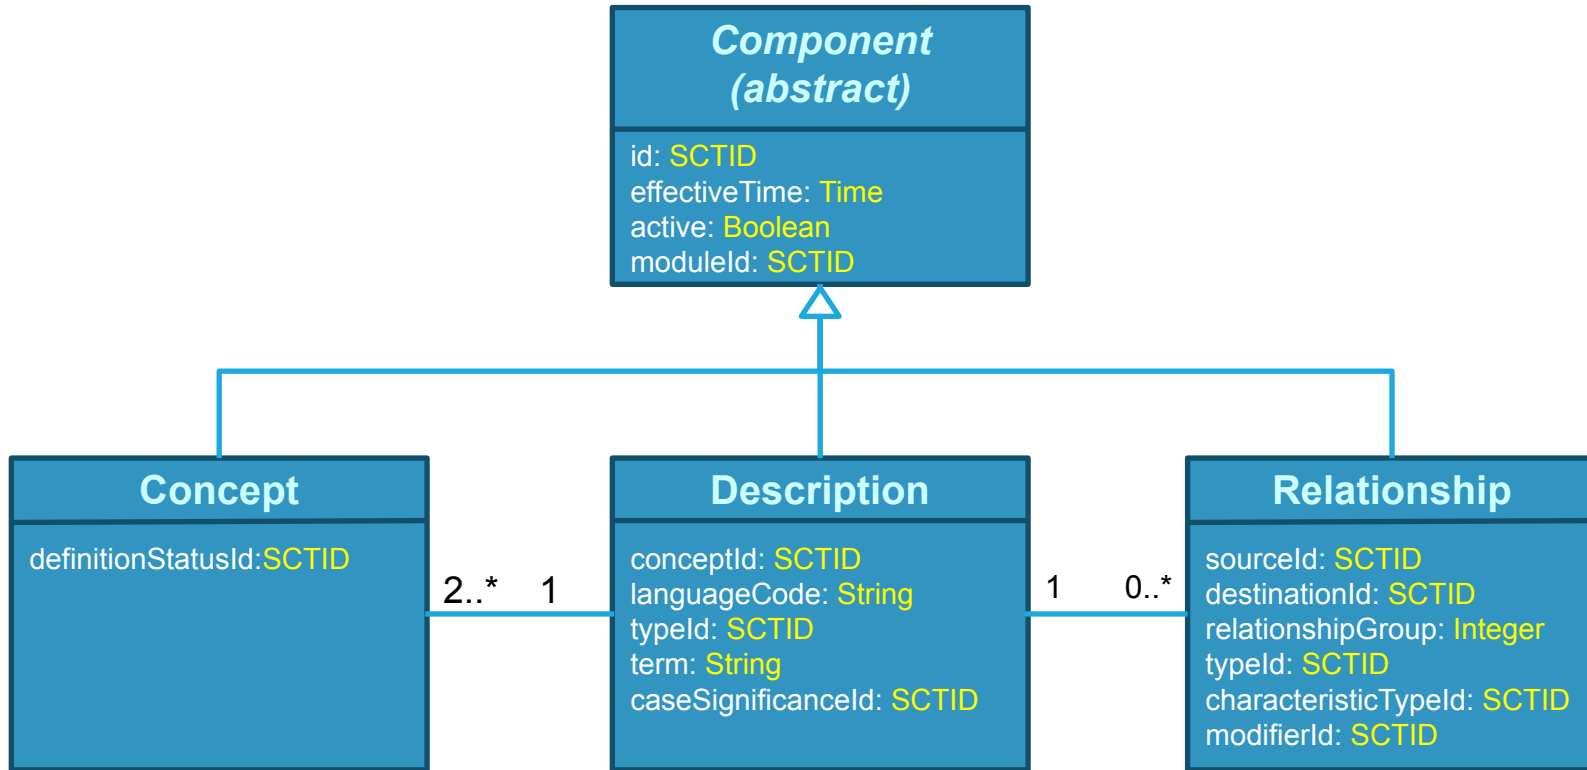 Component
(abstract)
id: SCTID
effectiveTime: Time
active: Boolean
moduleId: SCTID
Concept
definitionStatusId:SCTID
2..* 1
Description
conceptId: SCTID
languageCode: String
typeId: SCTID
term: String
caseSignificanceId: SCTID
1 0..*
Relationship
sourceId: SCTID
destinationId: SCTID
relationshipGroup: Integer
typeId: SCTID
characteristicTypeId: SCTID
modifierId: SCTID